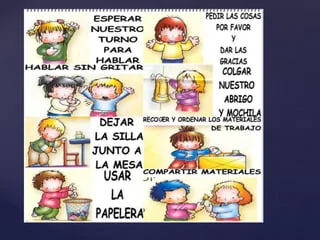 ESPERAR
NUESTRO
TURNO
PARA
HABLAR
PEDIR LAS COSAS
POR FAVOR
Y
DAR LAS
GRACIAS
HABLAR SIN GRITAR
COLGAR
NUESTRO
ABRIGO
Y MOCHILA
DEJAR
LA SILLA
JUNTO A
LA MESA
RECOGER Y ORDENAR LOS MATERIALES
DE TRABAJO
USAR
LA
PAPELERA
COMPARTIR MATERIALES